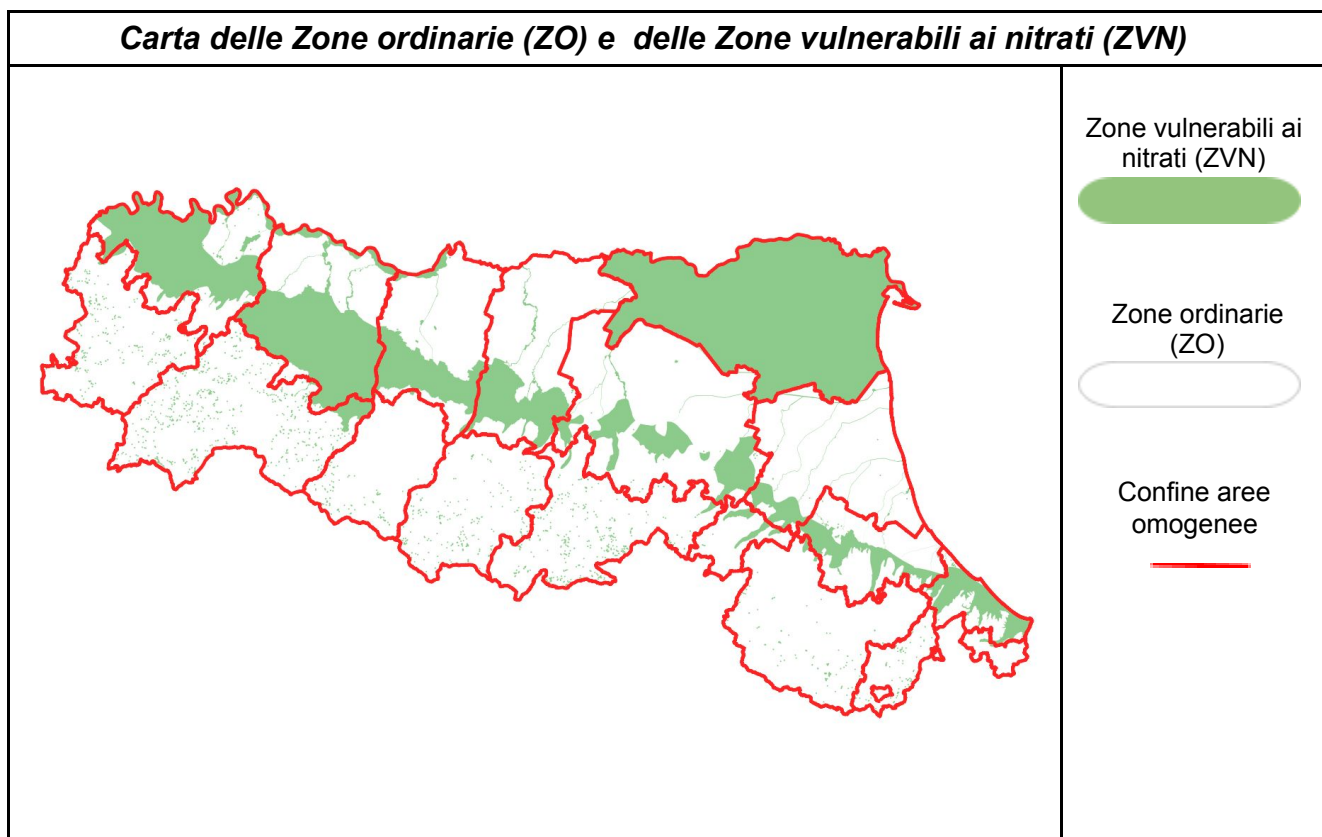 Carta delle Zone ordinarie (ZO) e delle Zone vulnerabili ai nitrati (ZVN)
Zone vulnerabili ai
nitrati (ZVN)
Zone ordinarie
(ZO)
Confine aree
omogenee